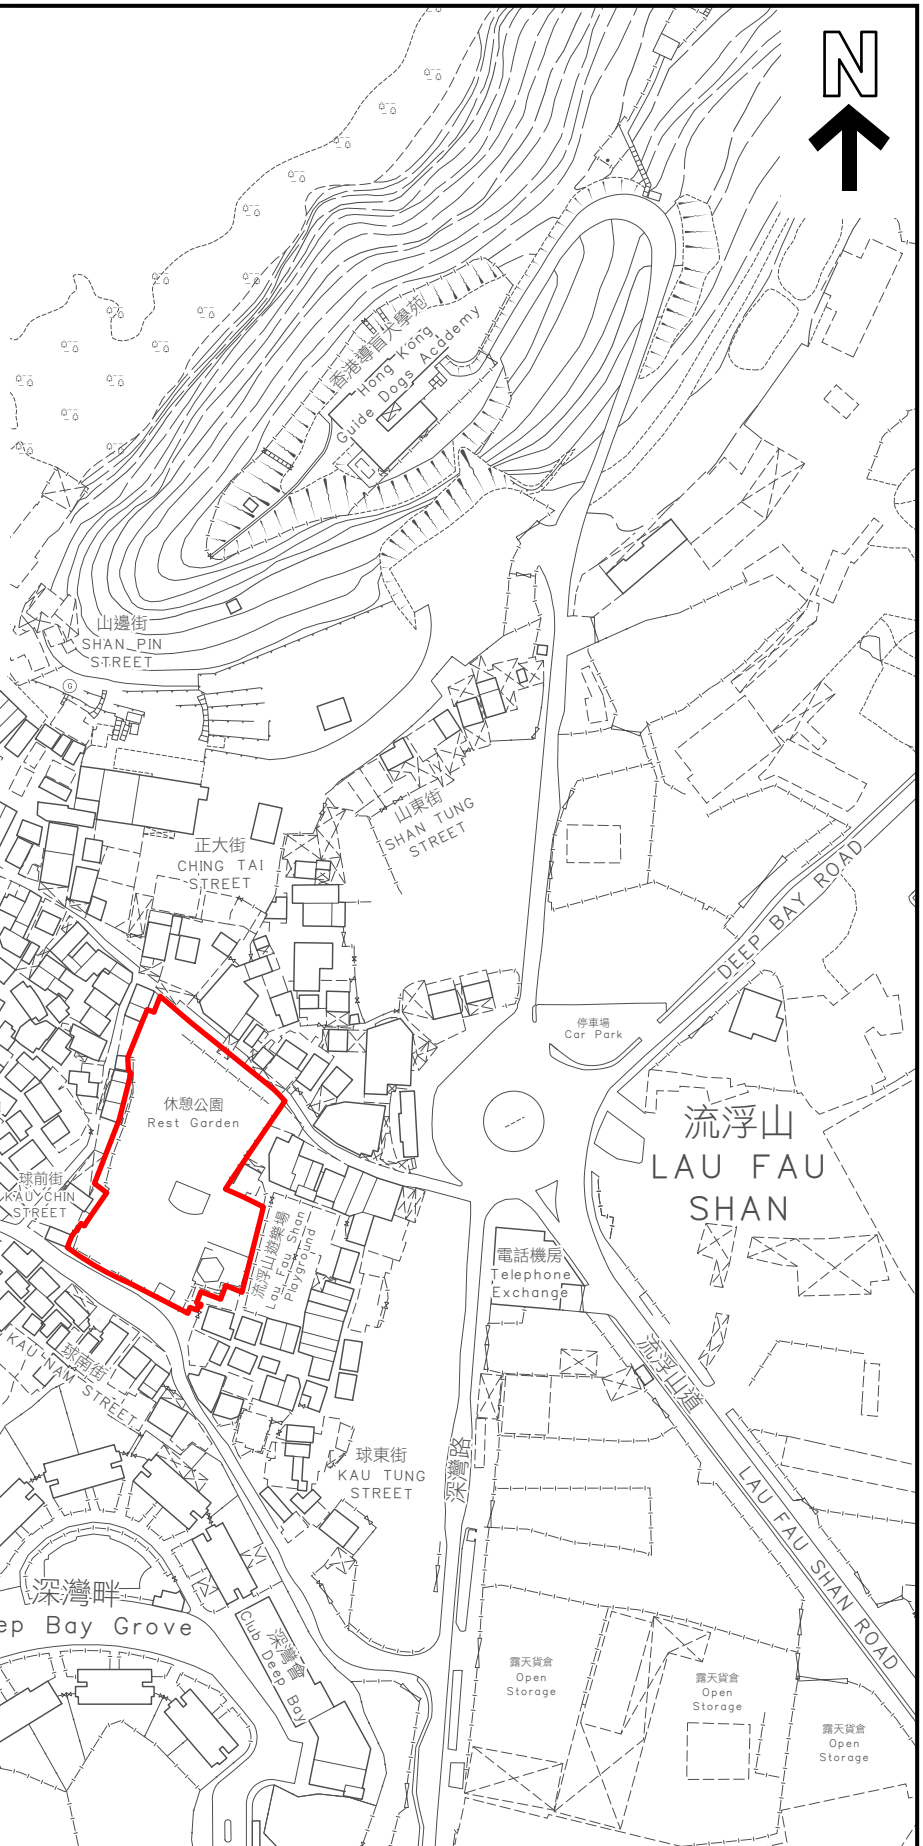 N
香港導盲犬學苑
Hong Kong
Guide Dogs Academy
山邊街
SHAN PIN
STREET
G
山東街
SHAN TUNG
STREET
正大街
CHING TAI
STREET
DEEP BAY ROAD
停車場
Car Park
休憩公園
Rest Garden
流浮山
LAU FAU
SHAN
球前街
KAU CHIN
STREET
流浮山遊樂場
Lau Fau Shan
Playground
電話機房
Telephone
Exchange
球南街
KAU NAM STREET
流浮山道
LAU FAU SHAN ROAD
球東街
KAU TUNG
STREET
深灣路
深灣畔
ep Bay Grove
深灣會
Club Deep Bay
露天貨倉
Open
Storage
露天貨倉
Open
Storage
露天貨倉
Open
Storage